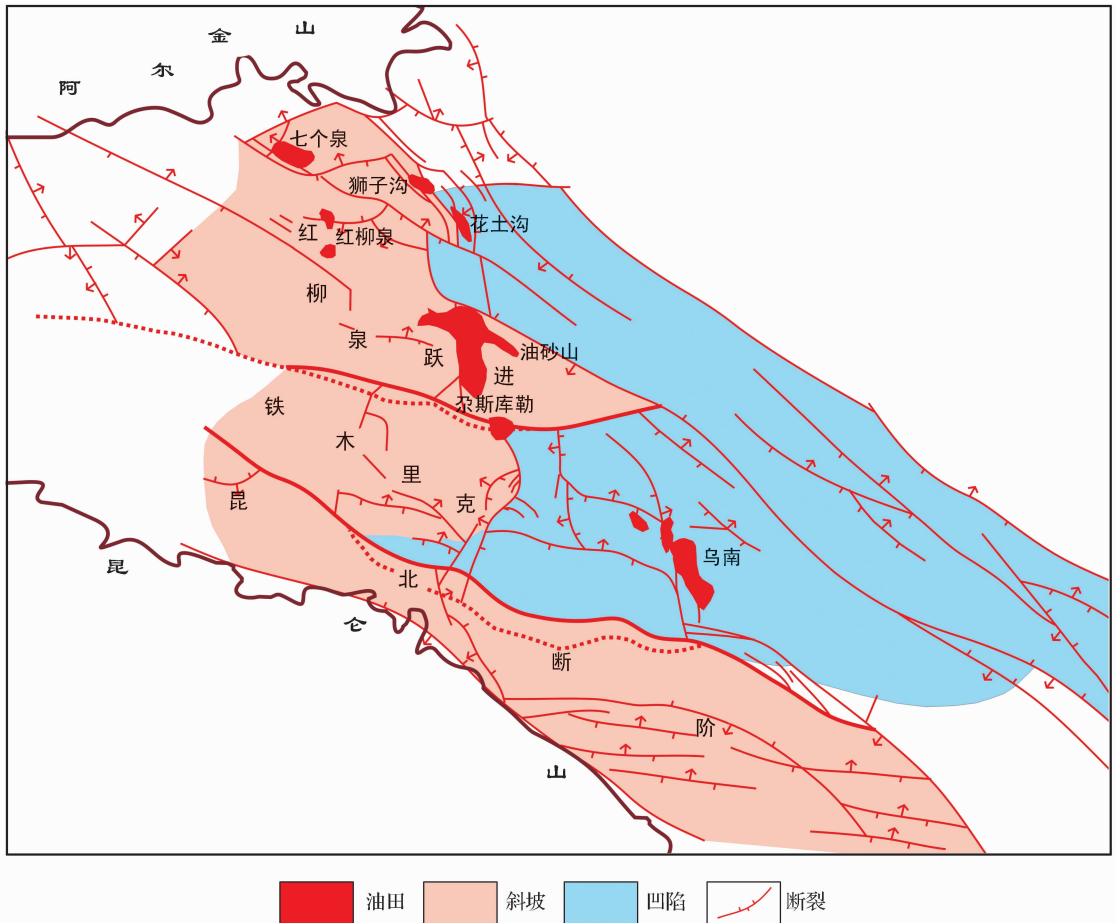 阿尔金山
七个泉
狮子沟
花土沟
红柳泉
红柳泉
跃进
油砂山
尕斯库勒
铁木里克
乌南
昆北断阶
昆仑山
油田
斜坡
凹陷
断裂